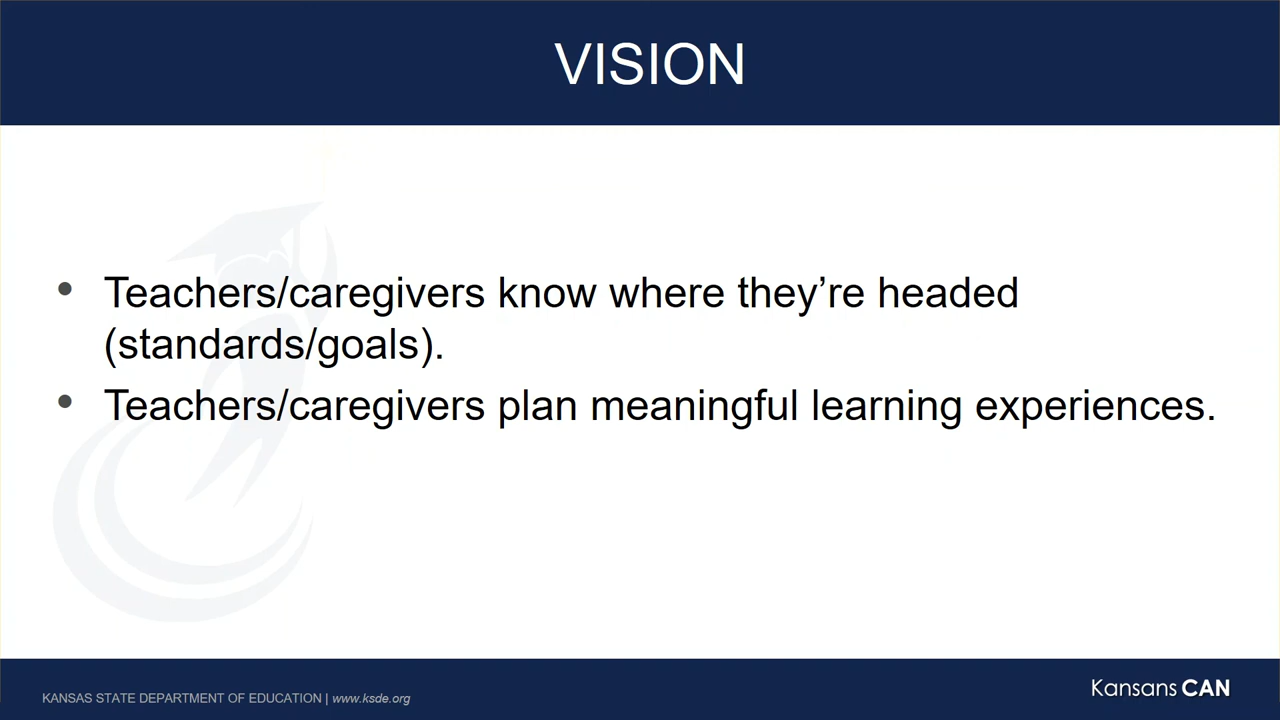 VISION
• Teachers/caregivers know where they’re headed
(standards/goals).
• Teachers/caregivers plan meaningful learning experiences.
KANSAS STATE DEPARTMENT OF EDUCATION | www.ksde.org
Kansans CAN